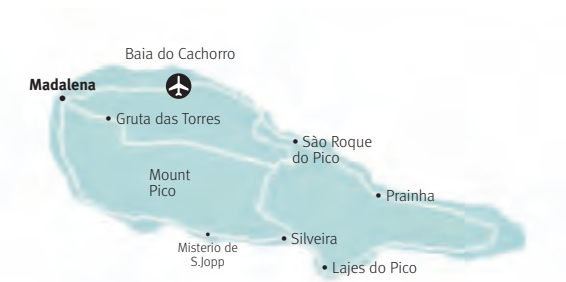 Baia do Cachorro
Madalena
Gruta das Torres
Sào Roque
do Pico
Mount
Pico
Prainha
Misterio de
S.Jopp
Silveira
Lajes do Pico